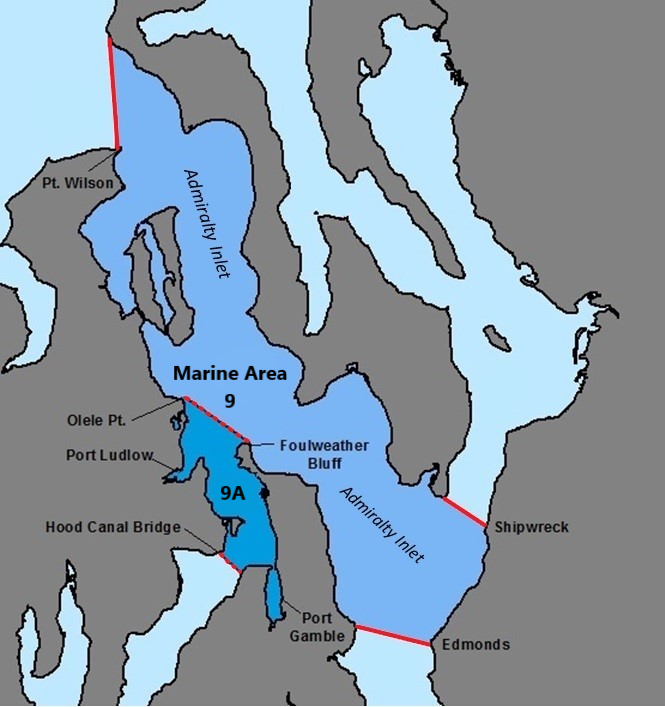 Pt. Wilson
Admiralty Inlet
Marine Area
9
Olele Pt.
Foulweather
Bluff
Port Ludlow
9A
Admiralty Inlet
Hood Canal Bridge
Shipwreck
Port
Gamble
Edmonds